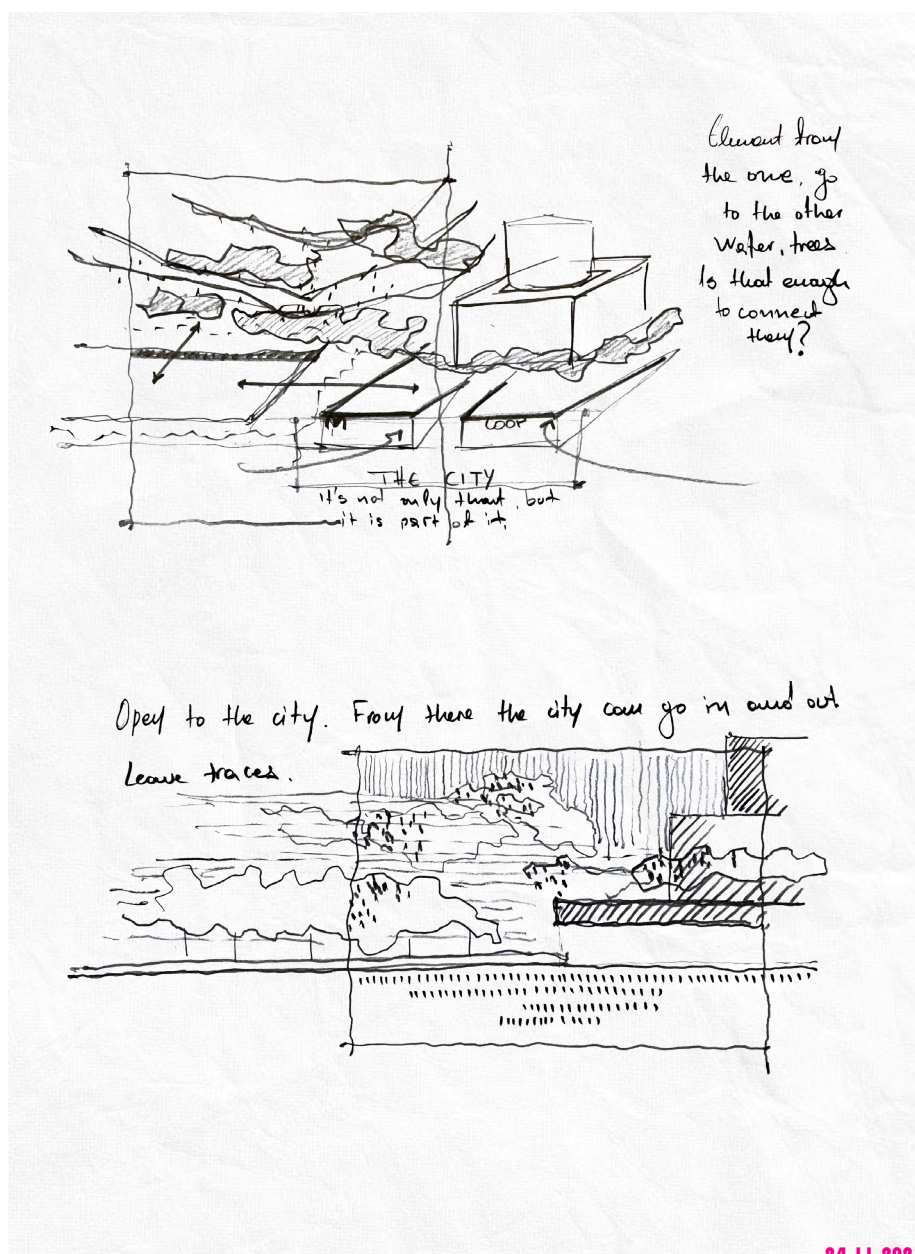 Element from
the one, go
to the other
Water, trees
Is that enough
to connect
them?
COOP
THE CITY
It's not only that, but
it is part of it.
Open to the city. From there the city can go in and out.
Leave traces.